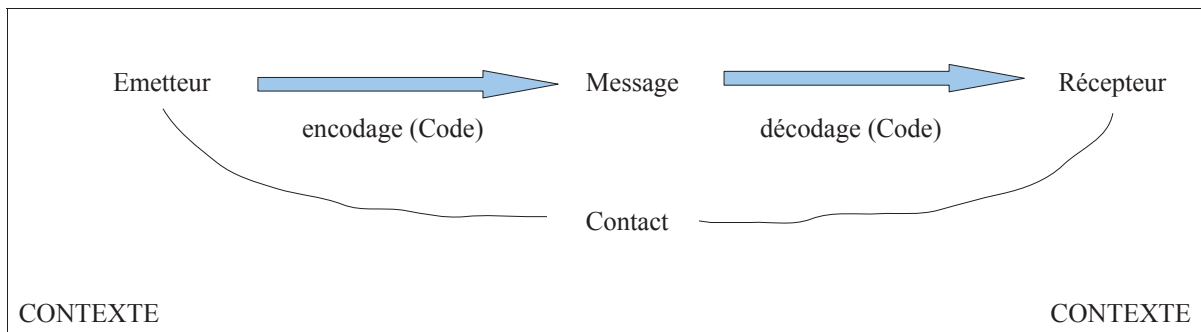 Emetteur Message Récepteur
encodage (Code) décodage (Code)
Contact
CONTEXTE CONTEXTE